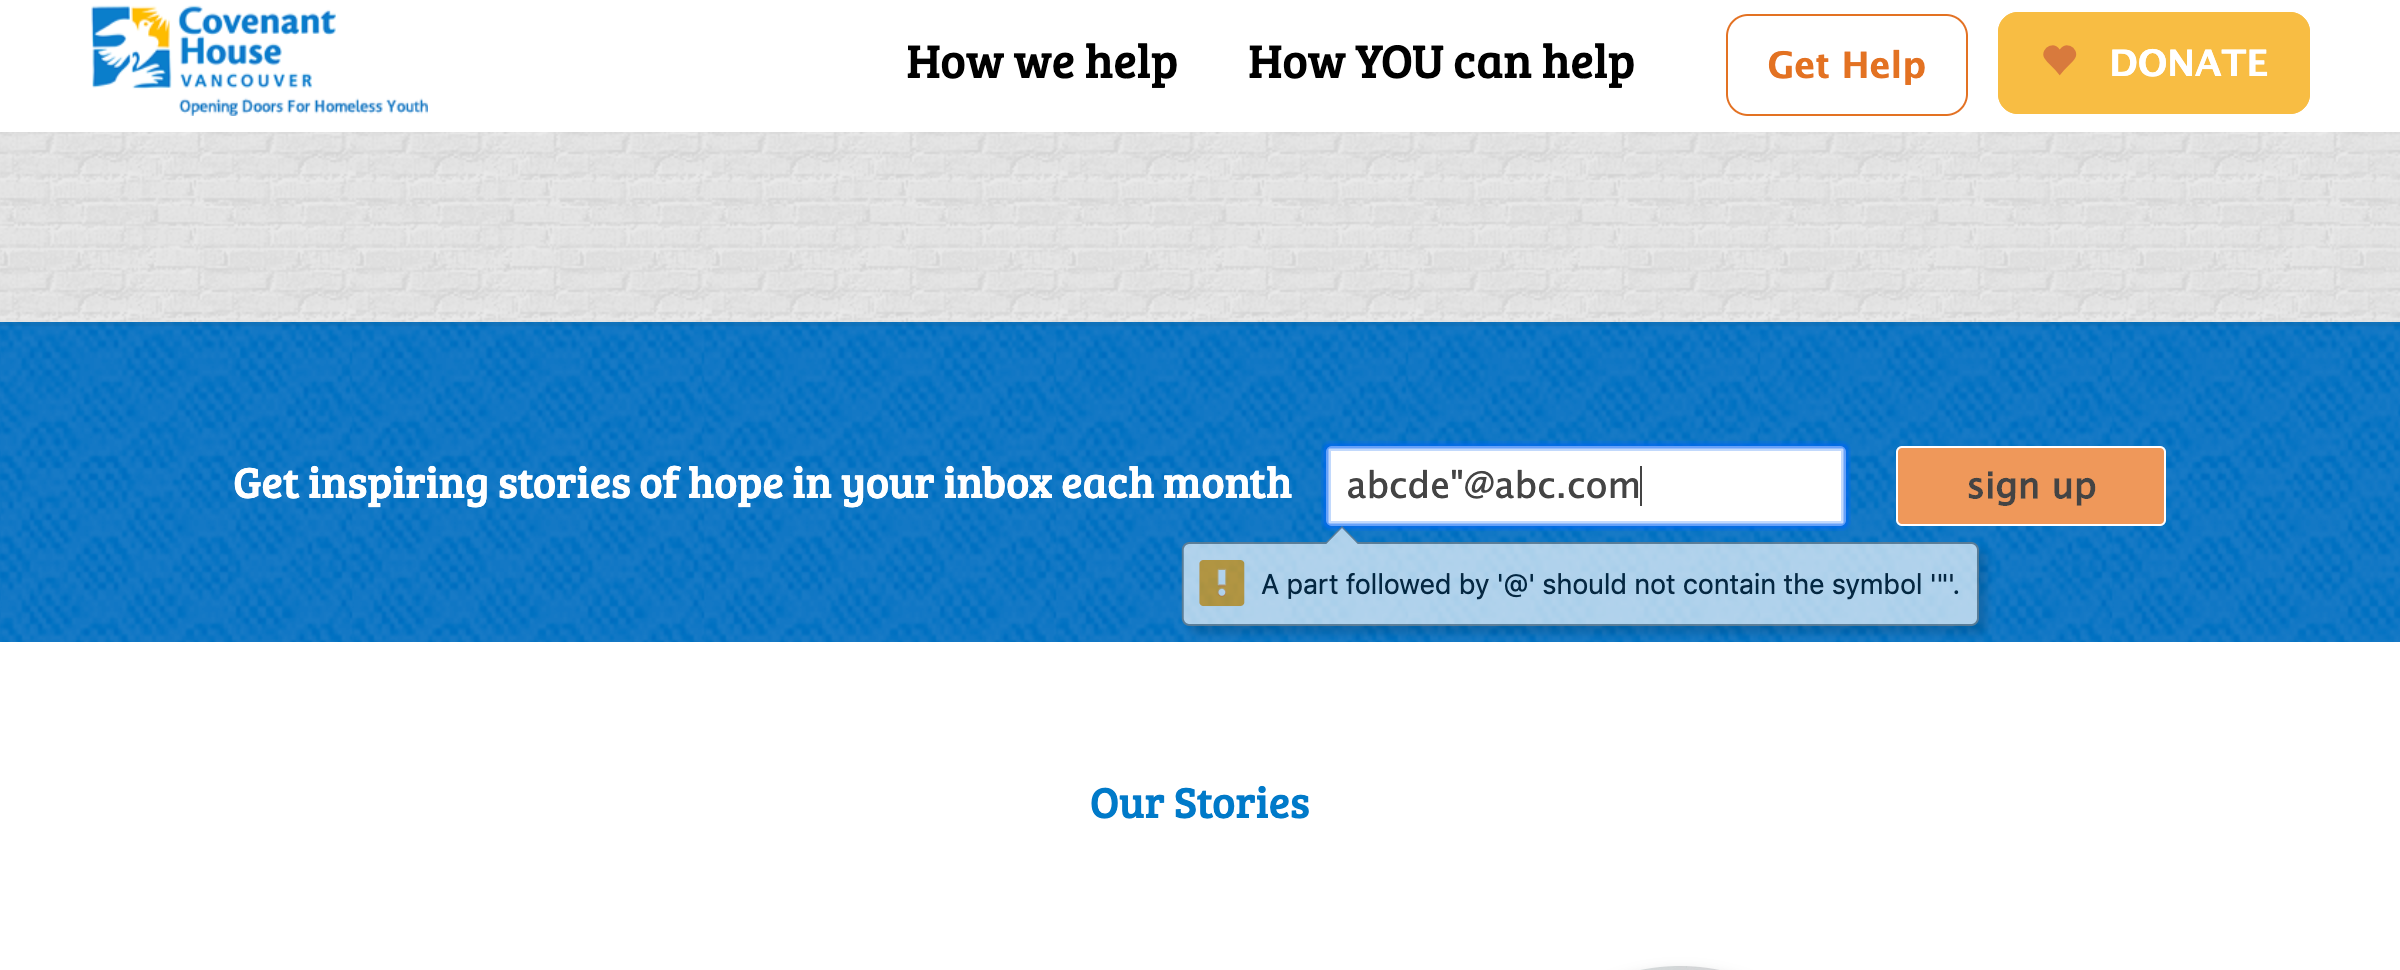 Covenant
House
VANCOUVER
Opening Doors For Homeless Youth
How we help
How YOU can help
Get Help
DONATE
Get inspiring stories of hope in your inbox each month
abcde"@abc.com
sign up
A part followed by '@' should not contain the symbol '"'.
Our Stories